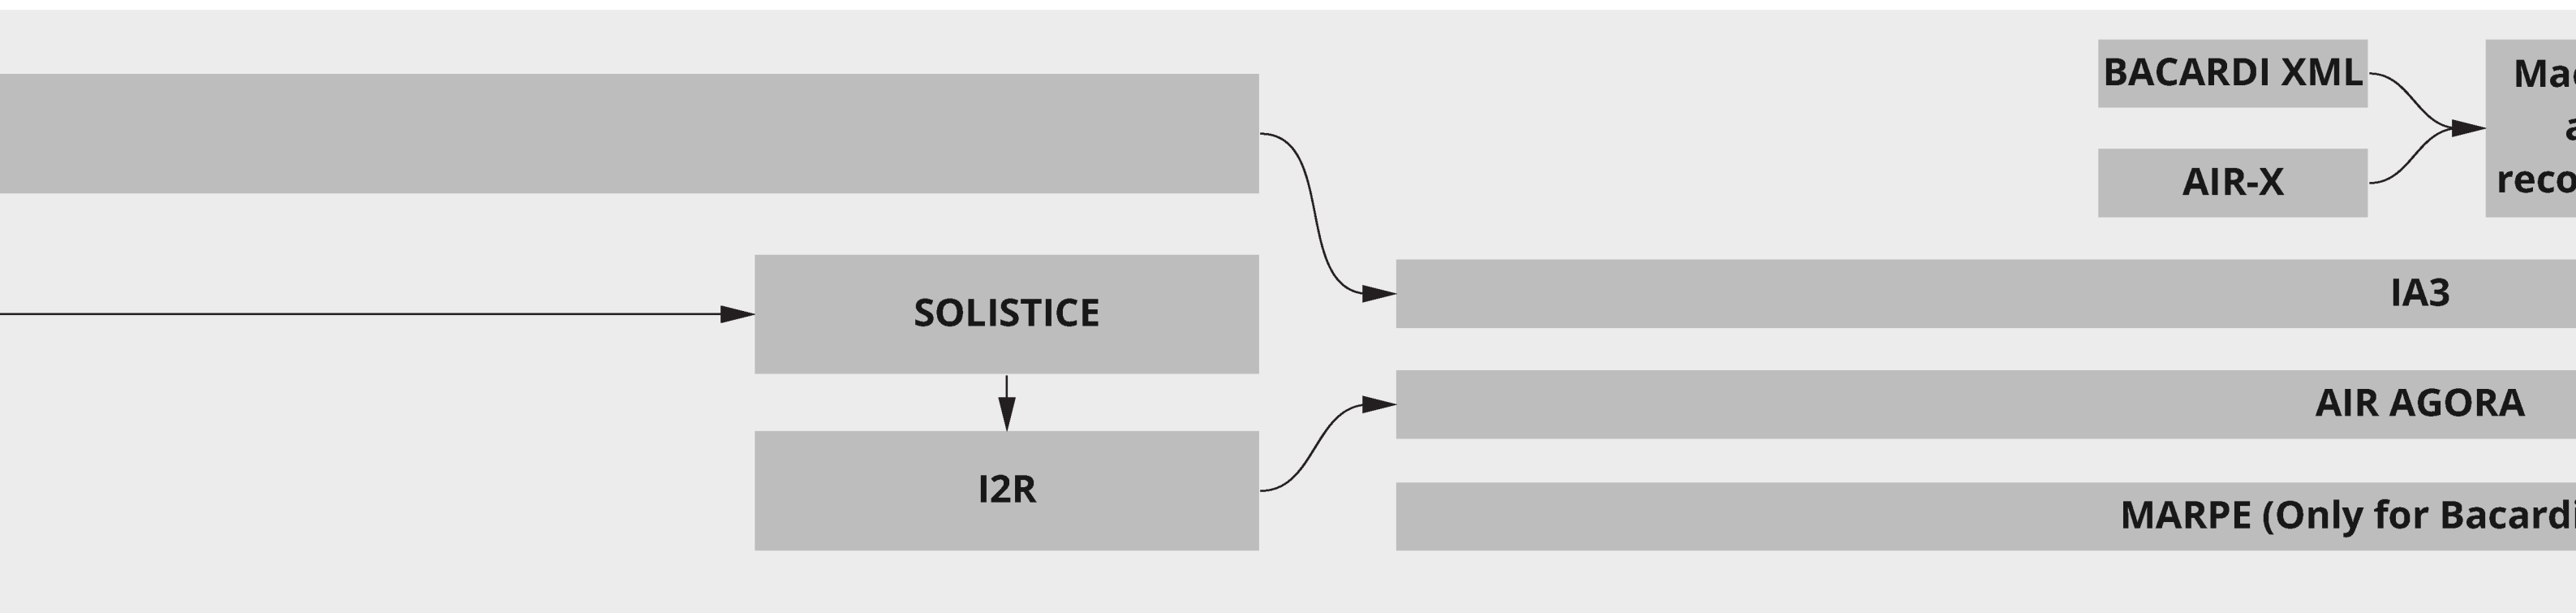 BACARDI XML
AIR-X
IA3
SOLISTICE
AIR AGORA
I2R
MARPE (Only for Bacardi